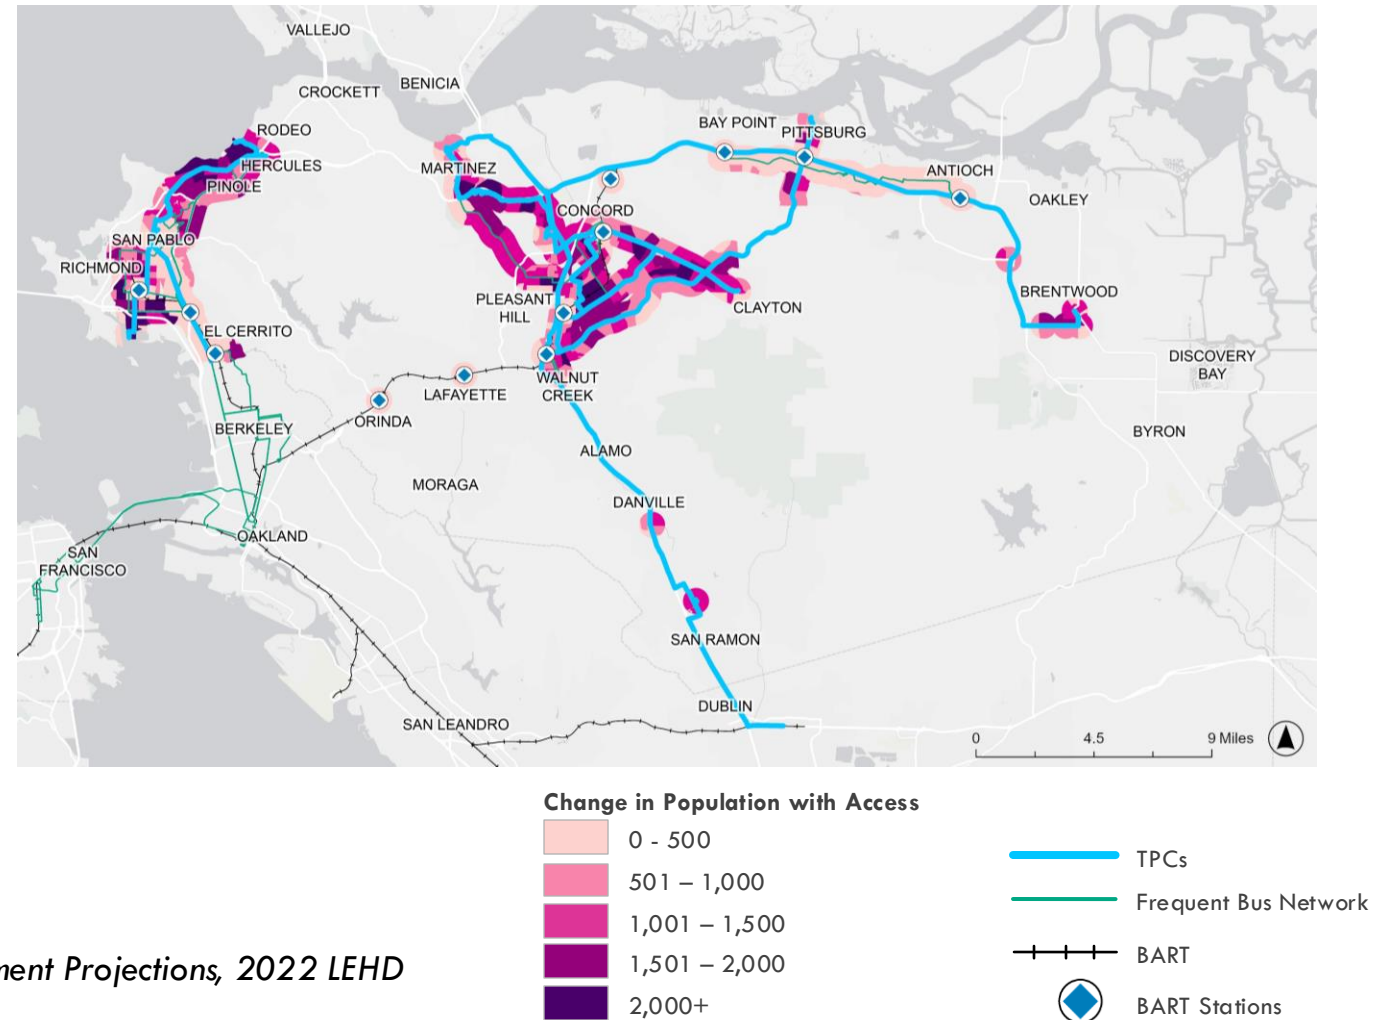 VALLEJO
BENICIA
CROCKETT
RODEO
HERCULES
PINOLE
MARTINEZ
BAY POINT
PITTSBURG
ANTIOCH
OAKLEY
CONCORD
SAN PABLO
RICHMOND
PLEASANT
HILL
CLAYTON
BRENTWOOD
EL CERRITO
DISCOVERY
BAY
WALNUT
CREEK
LAFAYETTE
ORINDA
BERKELEY
BYRON
ALAMO
MORAGA
DANVILLE
OAKLAND
SAN
FRANCISCO
SAN RAMON
DUBLIN
SAN LEANDRO
0 4.5 9 Miles
Change in Population with Access
0 - 500
501 – 1,000
1,001 – 1,500
1,501 – 2,000
2,000+
TPCs
Frequent Bus Network
BART
BART Stations
ment Projections, 2022 LEHD